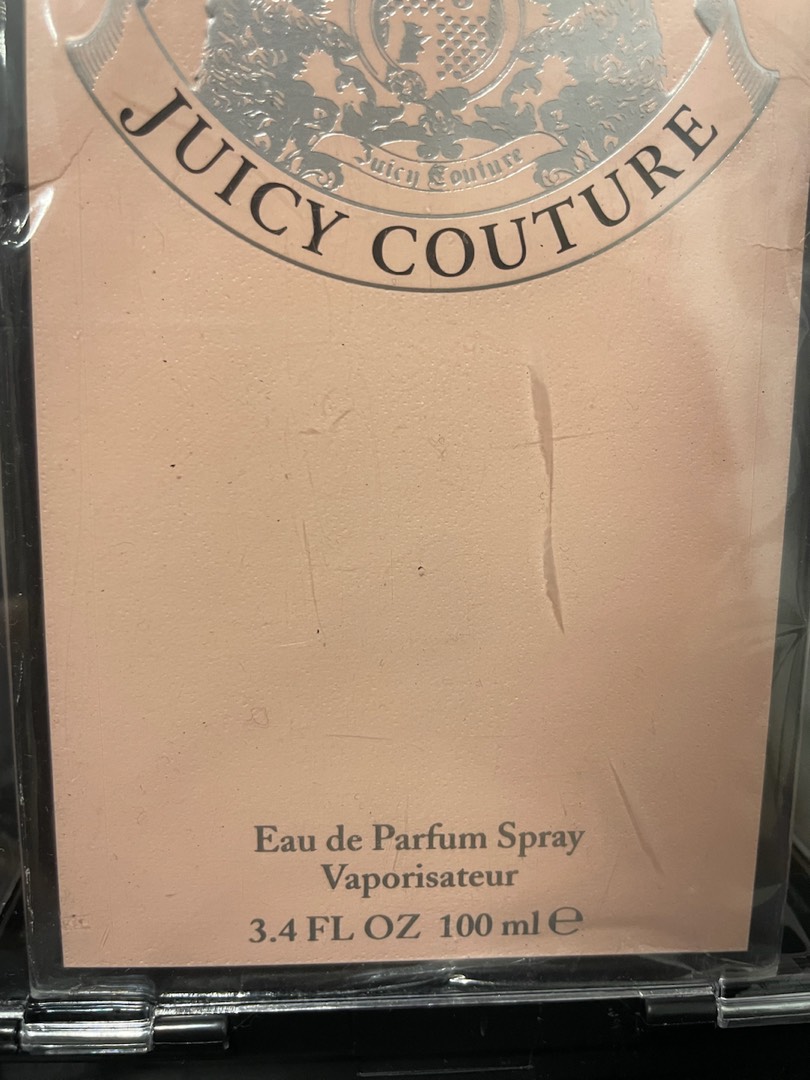 Juicy Couture
JUICY COUTURE
Eau de Parfum Spray
Vaporisateur
3.4 FL OZ 100 ml ℮